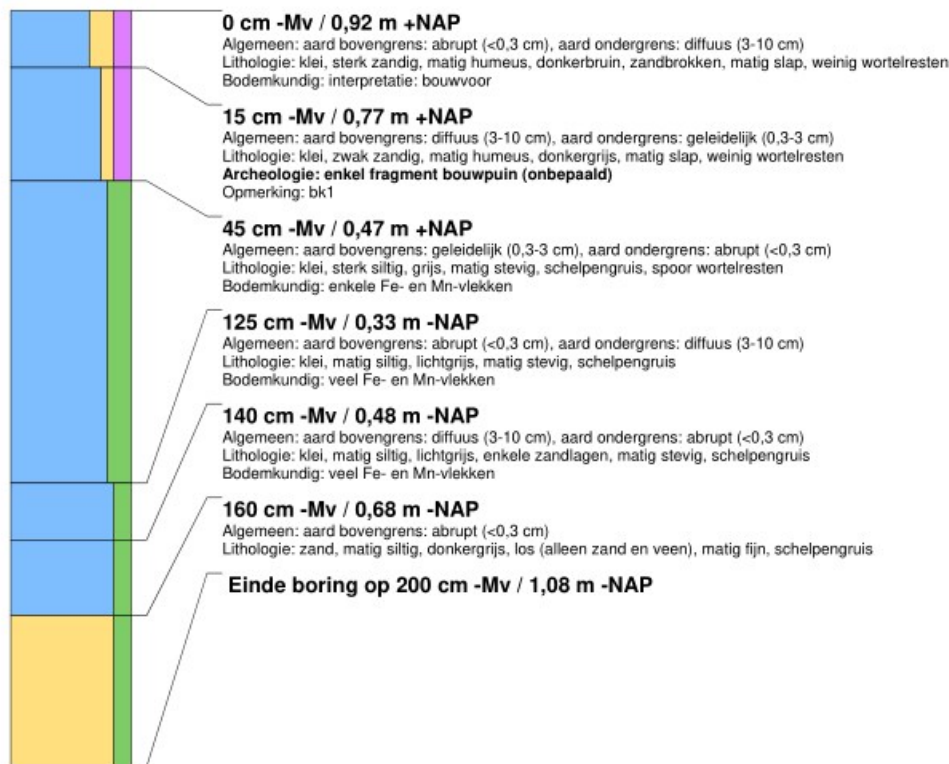 0 cm -Mv / 0,92 m +NAP
Algemeen: aard bovengrens: abrupt (<0,3 cm), aard ondergrens: diffuus (3-10 cm)
Lithologie: klei, sterk zandig, matig humeus, donkerbruin, zandbrokken, matig slap, weinig wortelresten
Bodemkundig: interpretatie: bouwvoor
15 cm -Mv / 0,77 m +NAP
Algemeen: aard bovengrens: diffuus (3-10 cm), aard ondergrens: geleidelijk (0,3-3 cm)
Lithologie: klei, zwak zandig, matig humeus, donkergrijs, matig slap, weinig wortelresten
Archeologie: enkel fragment bouwpuin (onbepaald)
Opmerking: bk1
45 cm -Mv / 0,47 m +NAP
Algemeen: aard bovengrens: geleidelijk (0,3-3 cm), aard ondergrens: abrupt (<0,3 cm)
Lithologie: klei, sterk siltig, grijs, matig stevig, schelpengruis, spoor wortelresten
Bodemkundig: enkele Fe- en Mn-vlekken
125 cm -Mv / 0,33 m -NAP
Algemeen: aard bovengrens: abrupt (<0,3 cm), aard ondergrens: diffuus (3-10 cm)
Lithologie: klei, matig siltig, lichtgrijs, matig stevig, schelpengruis
Bodemkundig: veel Fe- en Mn-vlekken
140 cm -Mv / 0,48 m -NAP
Algemeen: aard bovengrens: diffuus (3-10 cm), aard ondergrens: abrupt (<0,3 cm)
Lithologie: klei, matig siltig, lichtgrijs, enkele zandlagen, matig stevig, schelpengruis
Bodemkundig: veel Fe- en Mn-vlekken
160 cm -Mv / 0,68 m -NAP
Algemeen: aard bovengrens: abrupt (<0,3 cm)
Lithologie: zand, matig siltig, donkergrijs, los (alleen zand en veen), matig fijn, schelpengruis
Einde boring op 200 cm -Mv / 1,08 m -NAP